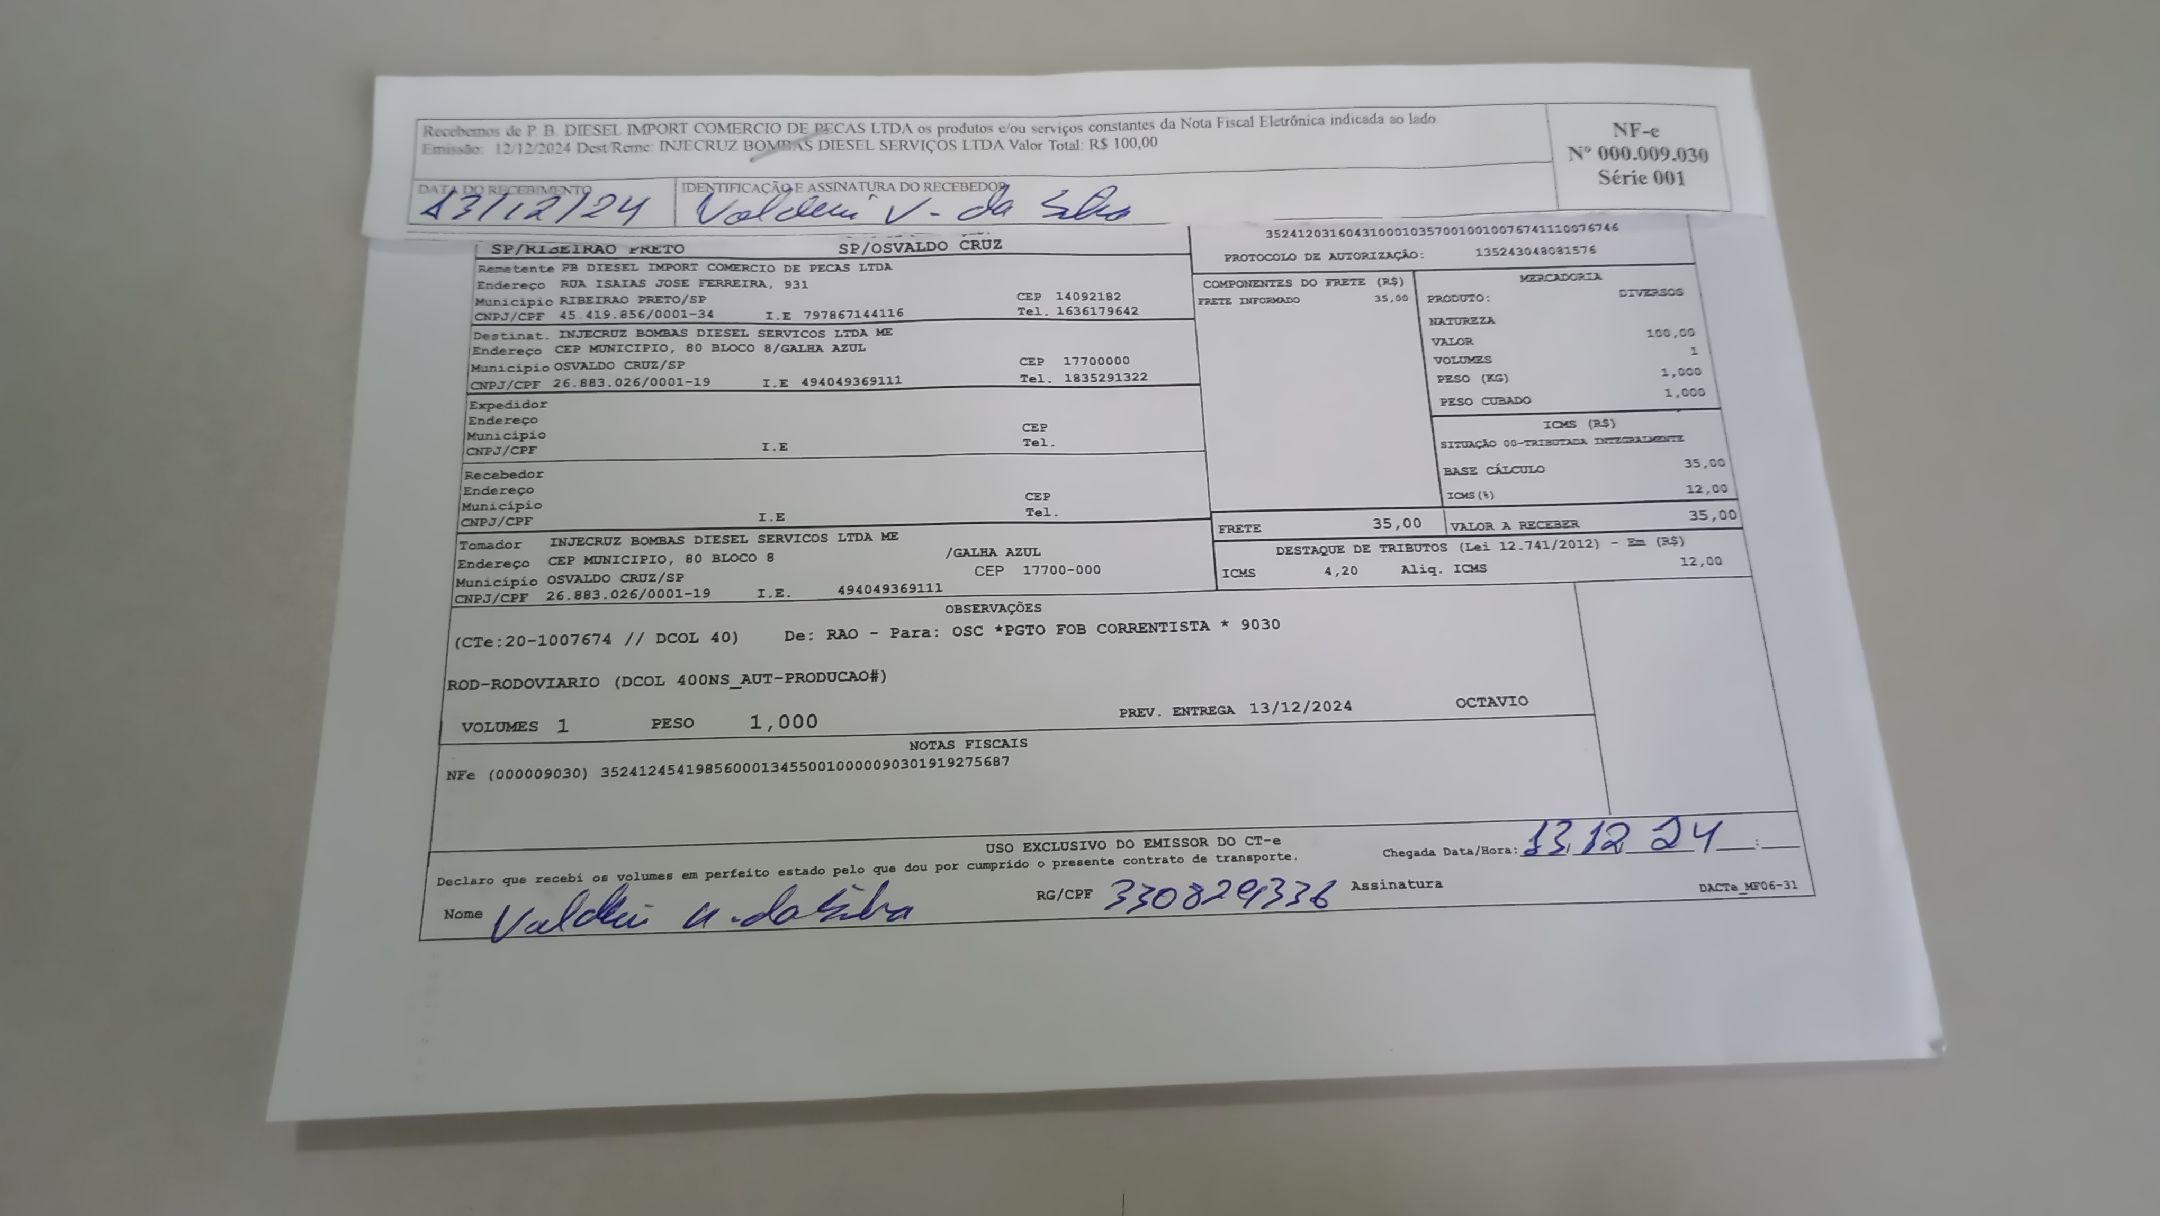 Recebemos de P. B. DIESEL IMPORT COMERCIO DE PECAS LTDA os produtos e/ou serviços constantes da Nota Fiscal Eletrônica indicada ao lado
Emissão: 12/12/2024 Dest/Reme: INJECRUZ BOMBAS DIESEL SERVIÇOS LTDA Valor Total: R$ 100,00
NF-e
Nº 000.009.030
Série 001
DATA DO RECEBIMENTO
13/12/24
IDENTIFICAÇÃO E ASSINATURA DO RECEBEDOR
V. da Silva
SP/RIBEIRAO PRETO SP/OSVALDO CRUZ
Remetente PB DIESEL IMPORT COMERCIO DE PECAS LTDA
Endereço RUA ISAIAS JOSE FERREIRA, 931
Município RIBEIRAO PRETO/SP CEP 14092182
CNPJ/CPF 45.419.856/0001-34 I.E 797867144116 Tel. 1636179642
Destinat. INJECRUZ BOMBAS DIESEL SERVICOS LTDA ME
Endereço CEP MUNICIPIO, 80 BLOCO 8/GALHA AZUL
Município OSVALDO CRUZ/SP CEP 17700000
CNPJ/CPF 26.883.026/0001-19 I.E 494049369111 Tel. 1835291322
Expedidor
Endereço
Município CEP
CNPJ/CPF I.E Tel.
Recebedor
Endereço
Município CEP
CNPJ/CPF I.E Tel.
Tomador INJECRUZ BOMBAS DIESEL SERVICOS LTDA ME
Endereço CEP MUNICIPIO, 80 BLOCO 8 /GALHA AZUL
Município OSVALDO CRUZ/SP CEP 17700-000
CNPJ/CPF 26.883.026/0001-19 I.E. 494049369111
35241203160431000103570010010076741110076746
PROTOCOLO DE AUTORIZAÇÃO: 135243048081576
COMPONENTES DO FRETE (R$)
FRETE INFORMADO 35,00
MERCADORIA
PRODUTO: DIVERSOS
NATUREZA
VALOR 100,00
VOLUMES 1
PESO (KG) 1,000
PESO CUBADO 1,000
ICMS (R$)
SITUAÇÃO 00-TRIBUTADA INTEGRALMENTE
BASE CÁLCULO 35,00
ICMS(%) 12,00
FRETE 35,00 VALOR A RECEBER 35,00
DESTAQUE DE TRIBUTOS (Lei 12.741/2012) - Em (R$)
ICMS 4,20 Aliq. ICMS 12,00
OBSERVAÇÕES
(CTe:20-1007674 // DCOL 40) De: RAO - Para: OSC *PGTO FOB CORRENTISTA * 9030
ROD-RODOVIARIO (DCOL 400NS_AUT-PRODUCAO#)
VOLUMES 1 PESO 1,000 PREV. ENTREGA 13/12/2024 OCTAVIO
NOTAS FISCAIS
NFe (000009030) 35241245419856000134550010000090301919275687
USO EXCLUSIVO DO EMISSOR DO CT-e
Declaro que recebi os volumes em perfeito estado pelo que dou por cumprido o presente contrato de transporte.
Chegada Data/Hora: 13 12 24 :
Nome da Silva RG/CPF 330829336 Assinatura
DACTe_MF06-31